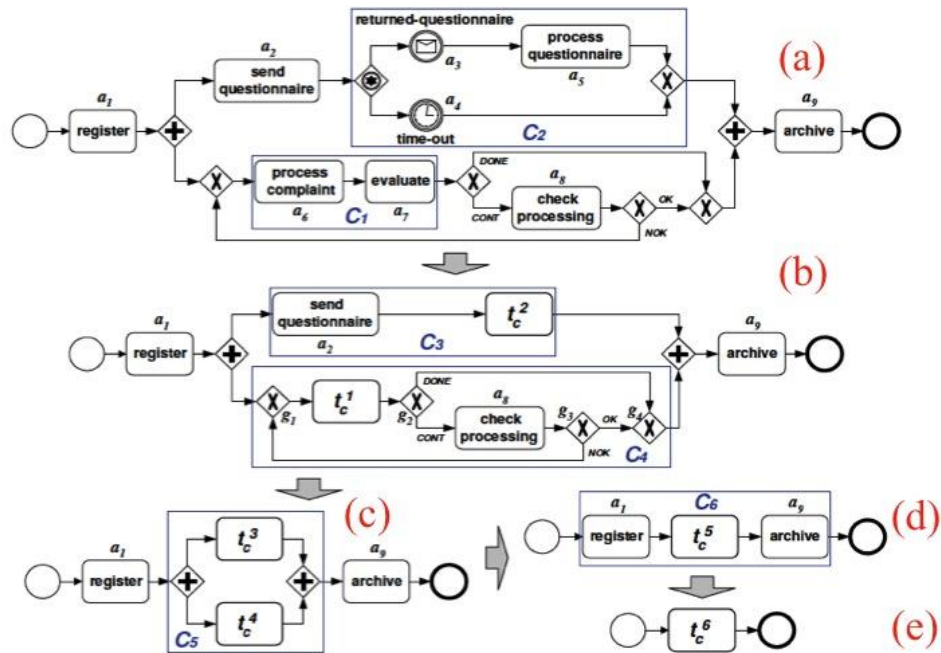 returned-questionnaire
a3
process
questionnaire
a5
(a)
a2
send
questionnaire
a4
time-out
C2
a1
register
a9
archive
process
complaint
evaluate
a6
C1
a7
DONE
a8
check
processing
CONT
OK
NOK
(b)
a1
register
send
questionnaire
a2
tc2
C3
a9
archive
g1
tc1
g2
DONE
a8
check
processing
CONT
g3
OK
g4
NOK
C4
(c)
a1
register
tc3
tc4
C5
a9
archive
C6
a1
register
tc5
a9
archive
(d)
tc6
(e)